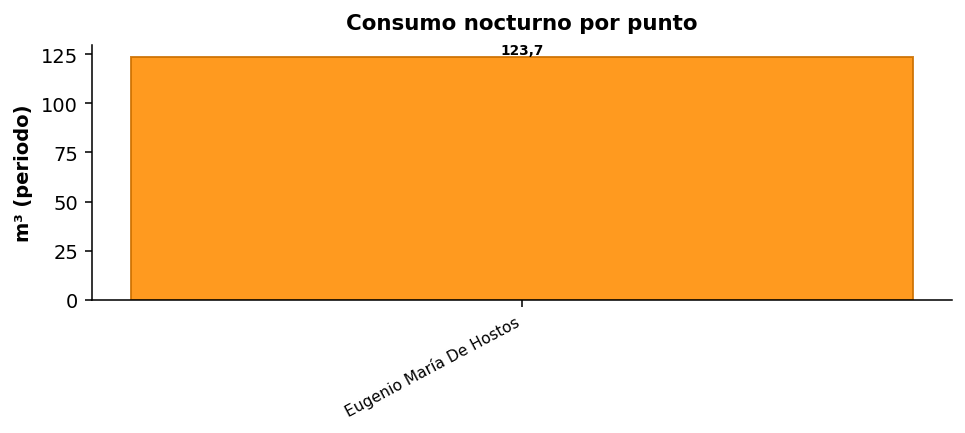 Consumo nocturno por punto
123,7
125
100
75
50
25
0
m³ (periodo)
Eugenio María De Hostos